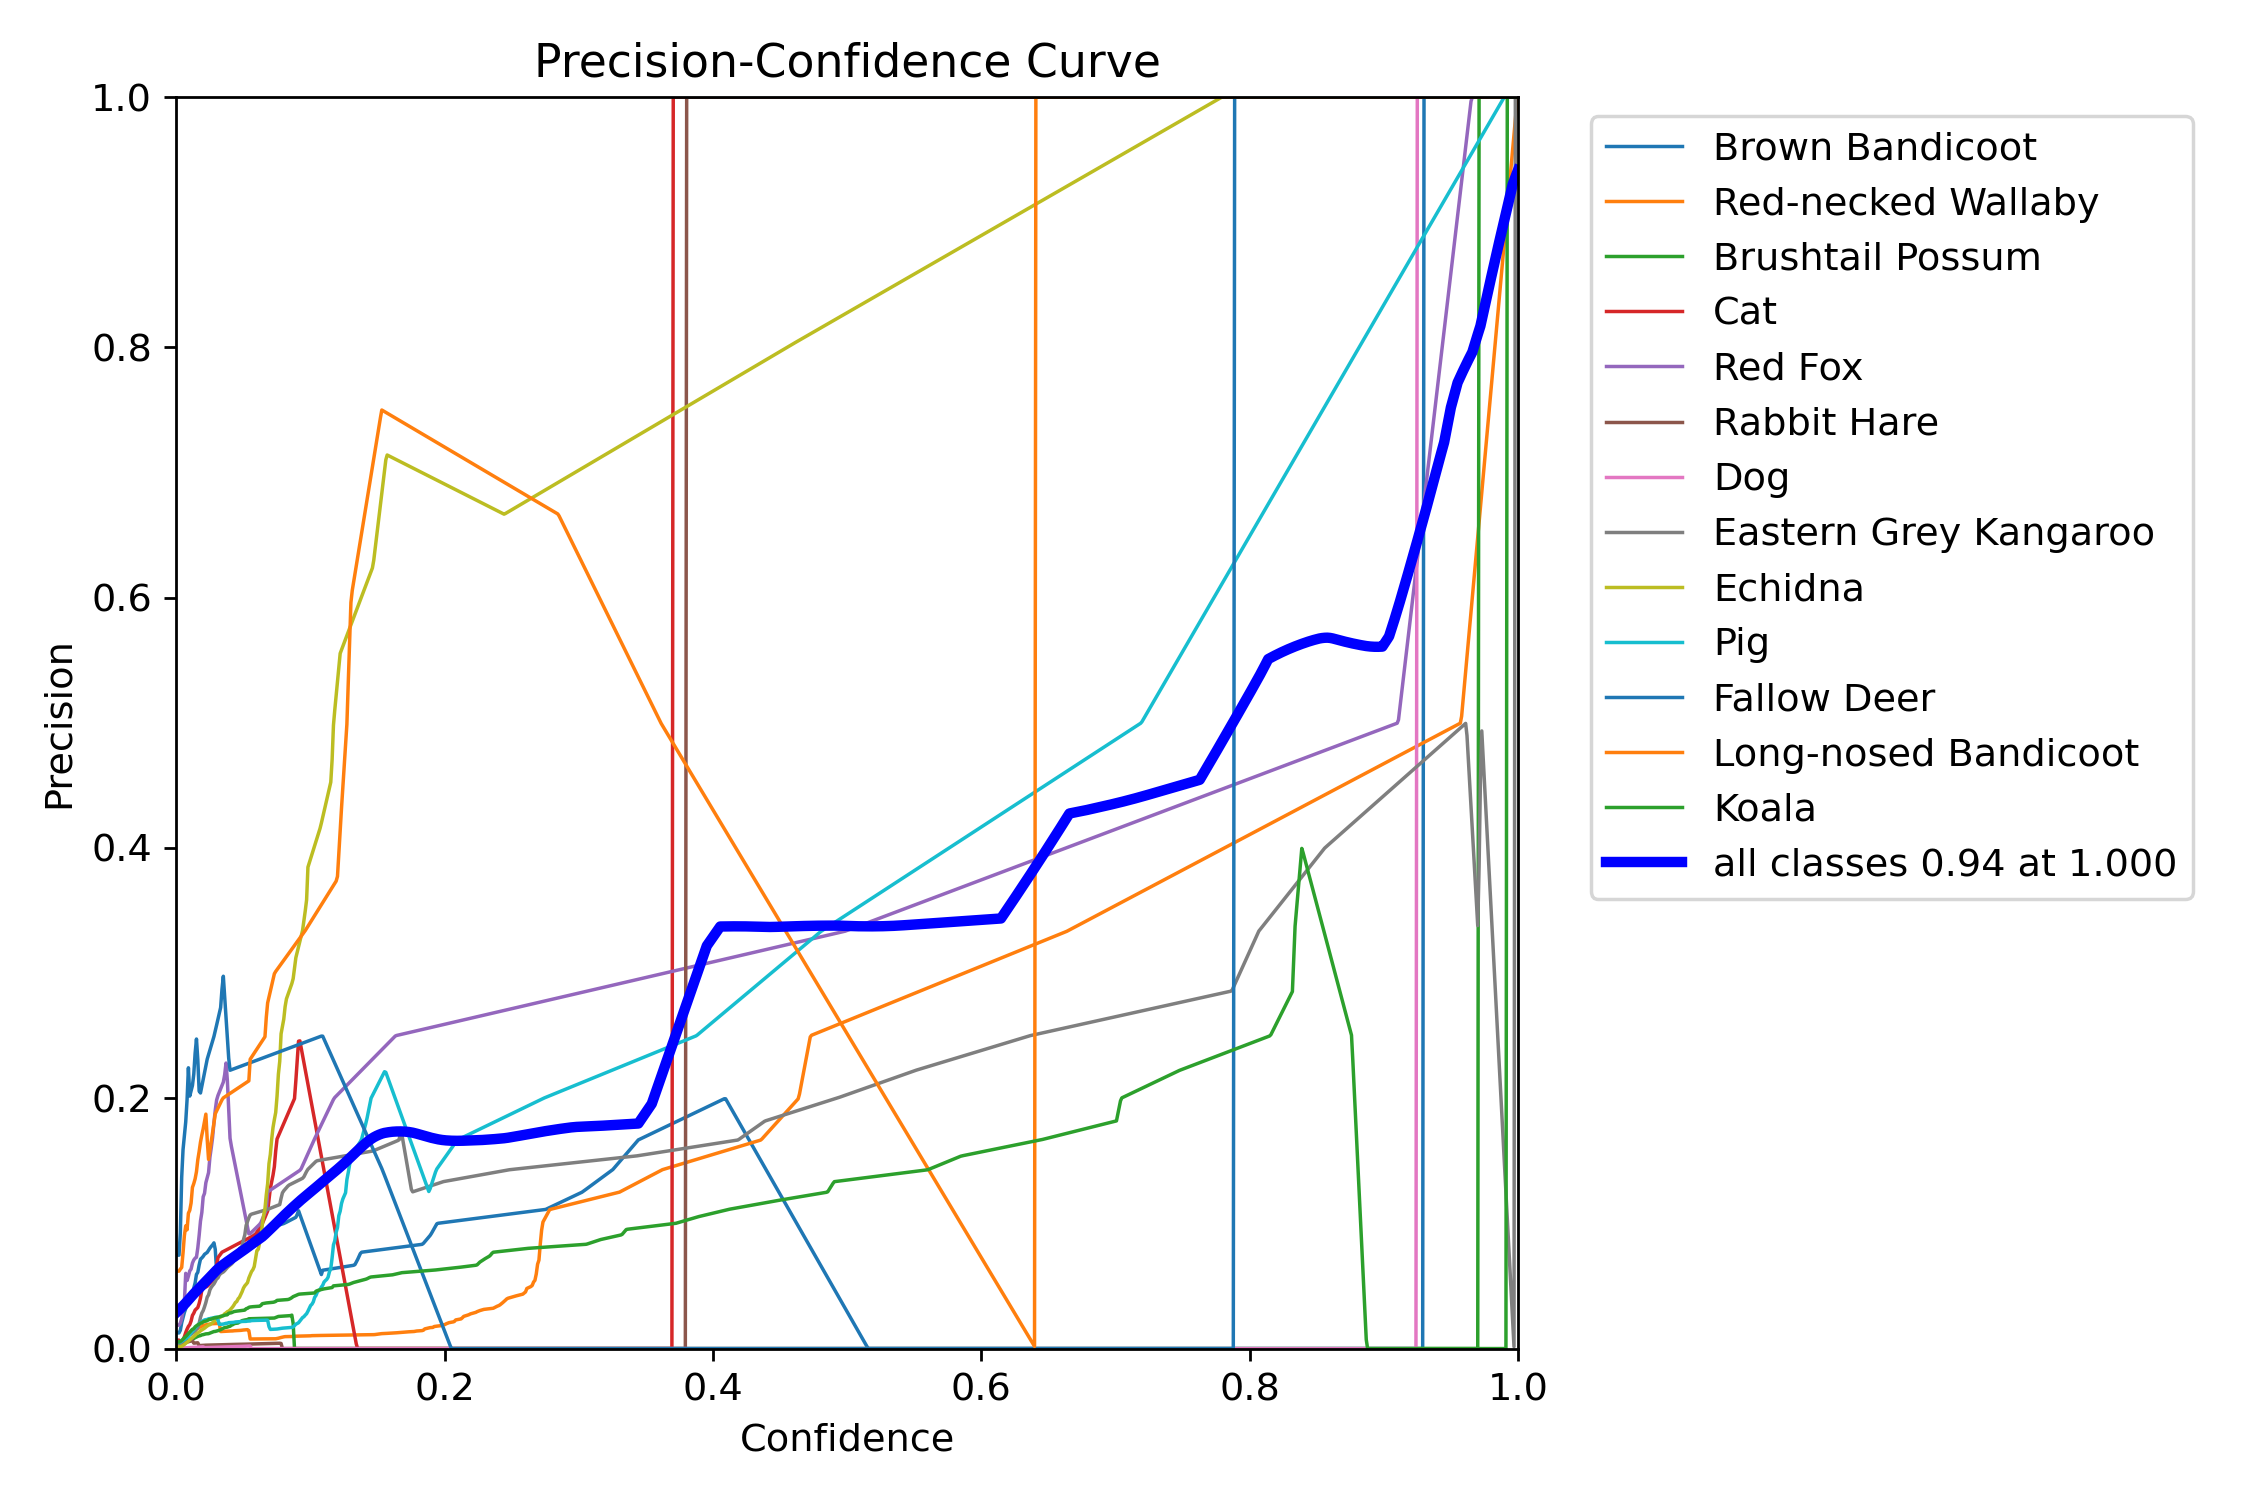 Precision-Confidence Curve
1.0
0.8
0.6
0.4
0.2
0.0
Precision
0.0 0.2 0.4 0.6 0.8 1.0
Confidence
Brown Bandicoot
Red-necked Wallaby
Brushtail Possum
Cat
Red Fox
Rabbit Hare
Dog
Eastern Grey Kangaroo
Echidna
Pig
Fallow Deer
Long-nosed Bandicoot
Koala
all classes 0.94 at 1.000